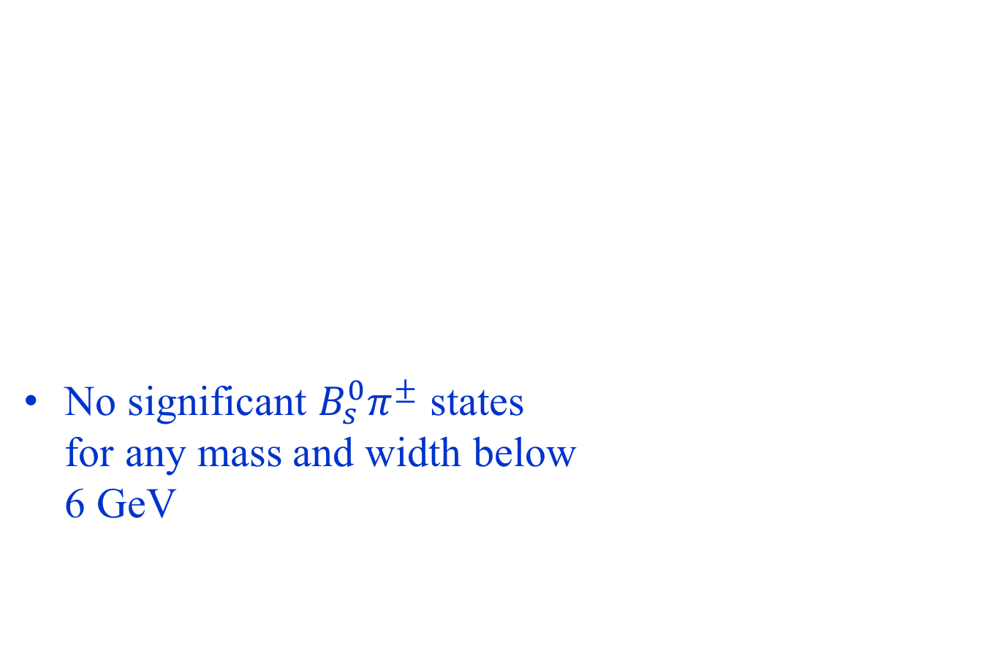 • No significant $B_s^0\pi^\pm$ states
for any mass and width below
6 GeV